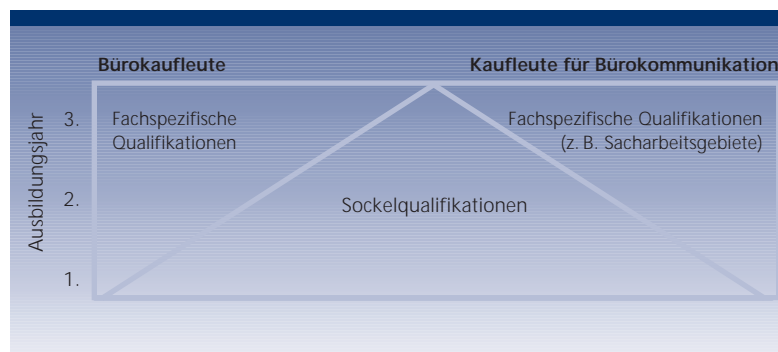 Bürokaufleute
Kaufleute für Bürokommunikation
Ausbildungsjahr
3.
Fachspezifische
Qualifikationen
Fachspezifische Qualifikationen
(z. B. Sacharbeitsgebiete)
2.
Sockelqualifikationen
1.